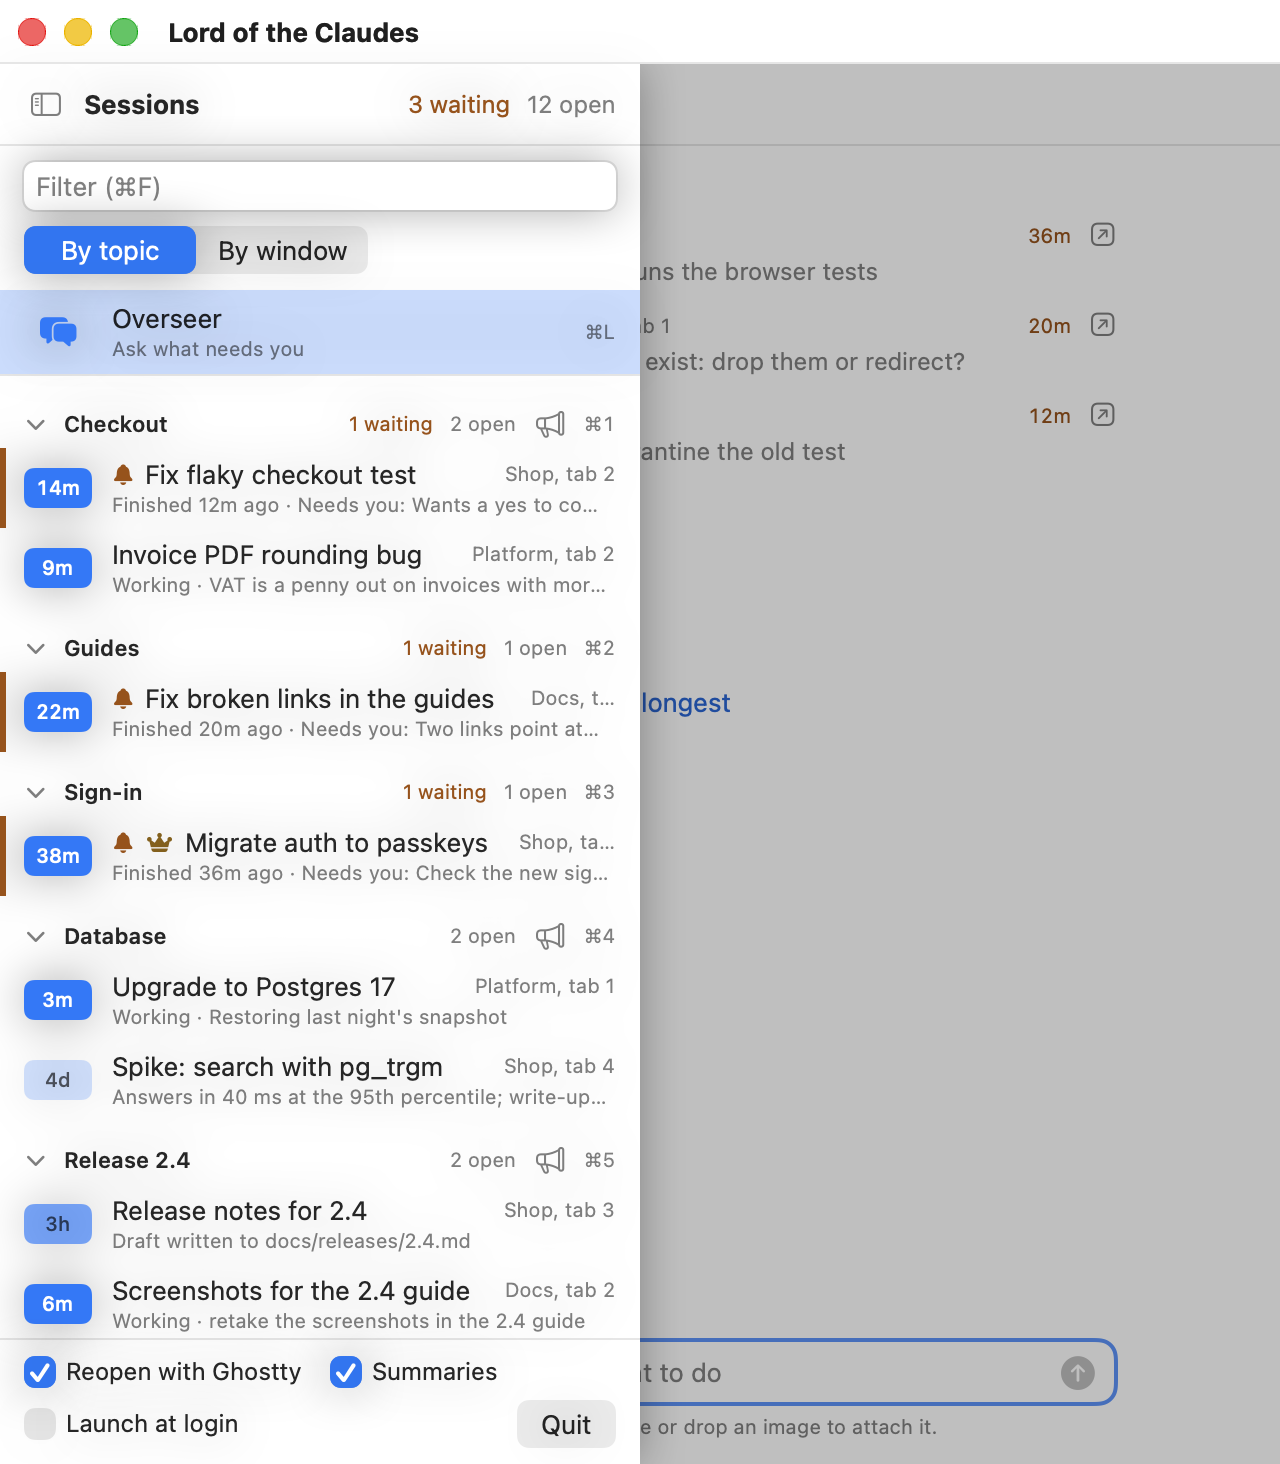 Lord of the Claudes
Sessions 3 waiting 12 open
Filter (⌘F)
By topic By window
Overseer ⌘L
Ask what needs you
Checkout 1 waiting 2 open ⌘1
14m Fix flaky checkout test Shop, tab 2
Finished 12m ago · Needs you: Wants a yes to co...
9m Invoice PDF rounding bug Platform, tab 2
Working · VAT is a penny out on invoices with mor...
Guides 1 waiting 1 open ⌘2
22m Fix broken links in the guides Docs, t...
Finished 20m ago · Needs you: Two links point at...
Sign-in 1 waiting 1 open ⌘3
38m Migrate auth to passkeys Shop, ta...
Finished 36m ago · Needs you: Check the new sig...
Database 2 open ⌘4
3m Upgrade to Postgres 17 Platform, tab 1
Working · Restoring last night's snapshot
4d Spike: search with pg_trgm Shop, tab 4
Answers in 40 ms at the 95th percentile; write-up...
Release 2.4 2 open ⌘5
3h Release notes for 2.4 Shop, tab 3
Draft written to docs/releases/2.4.md
6m Screenshots for the 2.4 guide Docs, tab 2
Working · retake the screenshots in the 2.4 guide
Reopen with Ghostty Summaries
Launch at login Quit
36m
the browser tests
1 20m
exist: drop them or redirect?
12m
the old test
longest
to do
or drop an image to attach it.